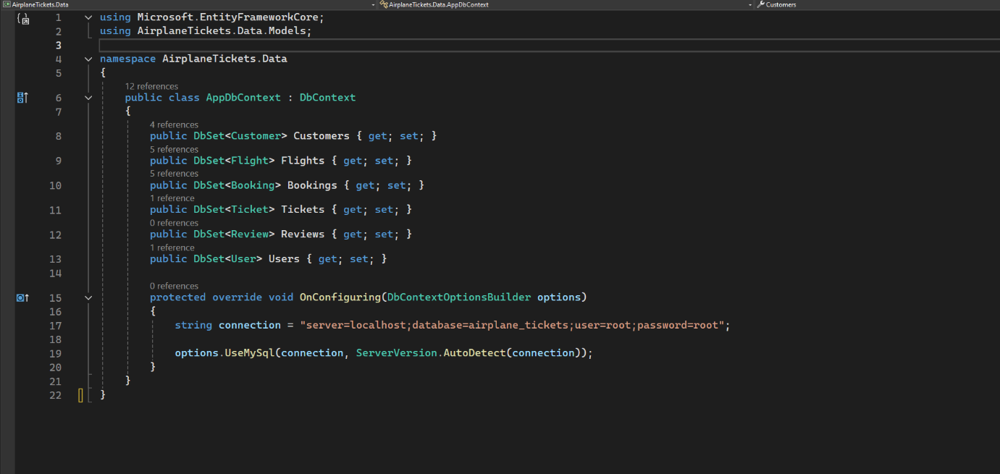 AirplaneTickets.Data AirplaneTickets.Data.AppDbContext Customers
1 using Microsoft.EntityFrameworkCore;
2 using AirplaneTickets.Data.Models;
3
4 namespace AirplaneTickets.Data
5 {
12 references
6 public class AppDbContext : DbContext
7 {
4 references
8 public DbSet<Customer> Customers { get; set; }
5 references
9 public DbSet<Flight> Flights { get; set; }
5 references
10 public DbSet<Booking> Bookings { get; set; }
1 reference
11 public DbSet<Ticket> Tickets { get; set; }
0 references
12 public DbSet<Review> Reviews { get; set; }
1 reference
13 public DbSet<User> Users { get; set; }
14
0 references
15 protected override void OnConfiguring(DbContextOptionsBuilder options)
16 {
17 string connection = "server=localhost;database=airplane_tickets;user=root;password=root";
18
19 options.UseMySql(connection, ServerVersion.AutoDetect(connection));
20 }
21 }
22 }